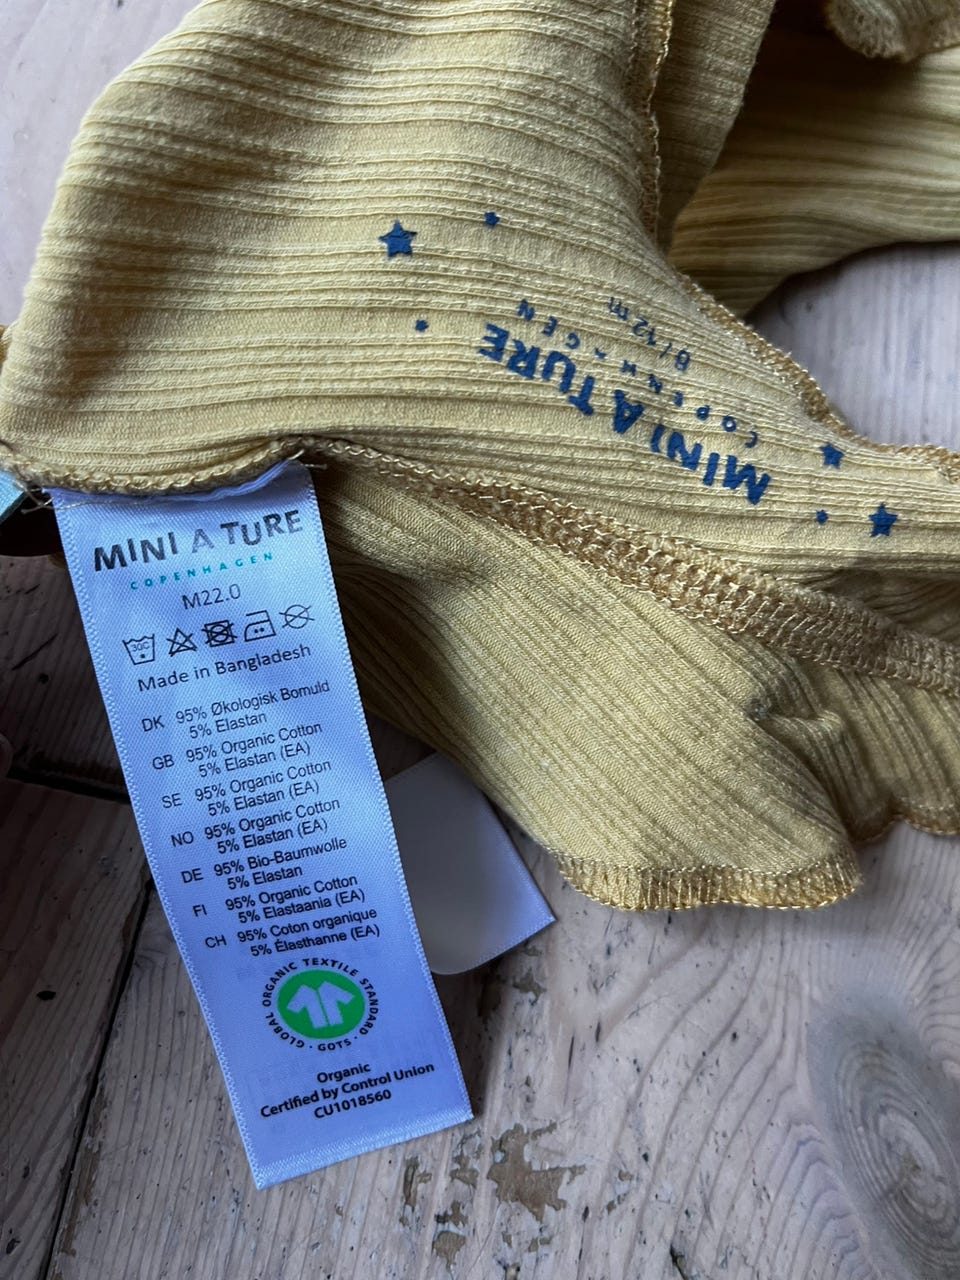 MINI A TURE
COPENHAGEN
6/12m
MINI A TURE
COPENHAGEN
M22.0
30C
Made in Bangladesh
DK 95% Økologisk Bomuld
5% Elastan
GB 95% Organic Cotton
5% Elastan (EA)
SE 95% Organic Cotton
5% Elastan (EA)
NO 95% Organic Cotton
5% Elastan (EA)
DE 95% Bio-Baumwolle
5% Elastan
FI 95% Organic Cotton
5% Elastaania (EA)
CH 95% Coton organique
5% Élasthanne (EA)
GLOBAL ORGANIC TEXTILE STANDARD · GOTS ·
Organic
Certified by Control Union
CU1018560